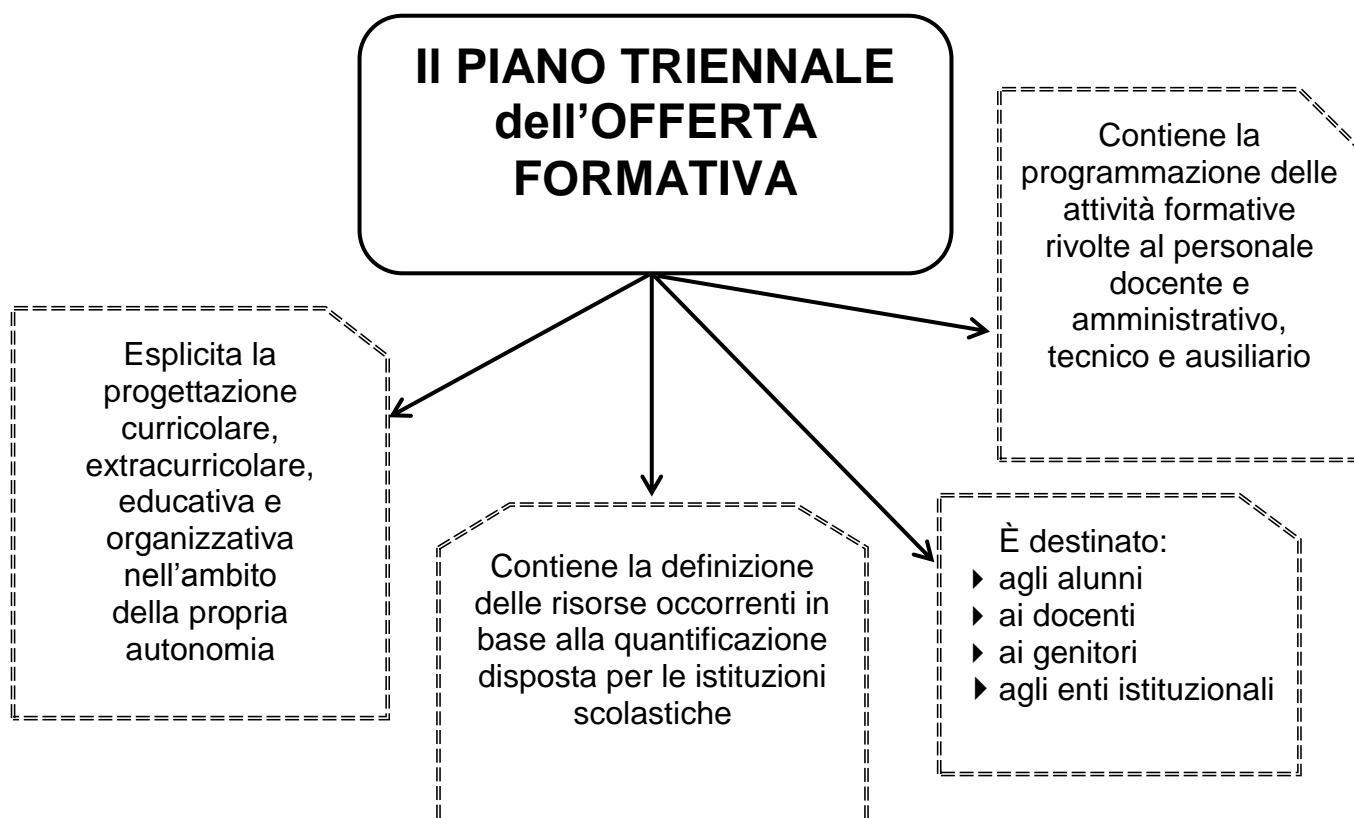 Il PIANO TRIENNALE
dell’OFFERTA
FORMATIVA
Contiene la
programmazione delle
attività formative
rivolte al personale
docente e
amministrativo,
tecnico e ausiliario
Esplicita la
progettazione
curricolare,
extracurricolare,
educativa e
organizzativa
nell’ambito
della propria
autonomia
Contiene la definizione
delle risorse occorrenti in
base alla quantificazione
disposta per le istituzioni
scolastiche
È destinato:
agli alunni
ai docenti
ai genitori
agli enti istituzionali